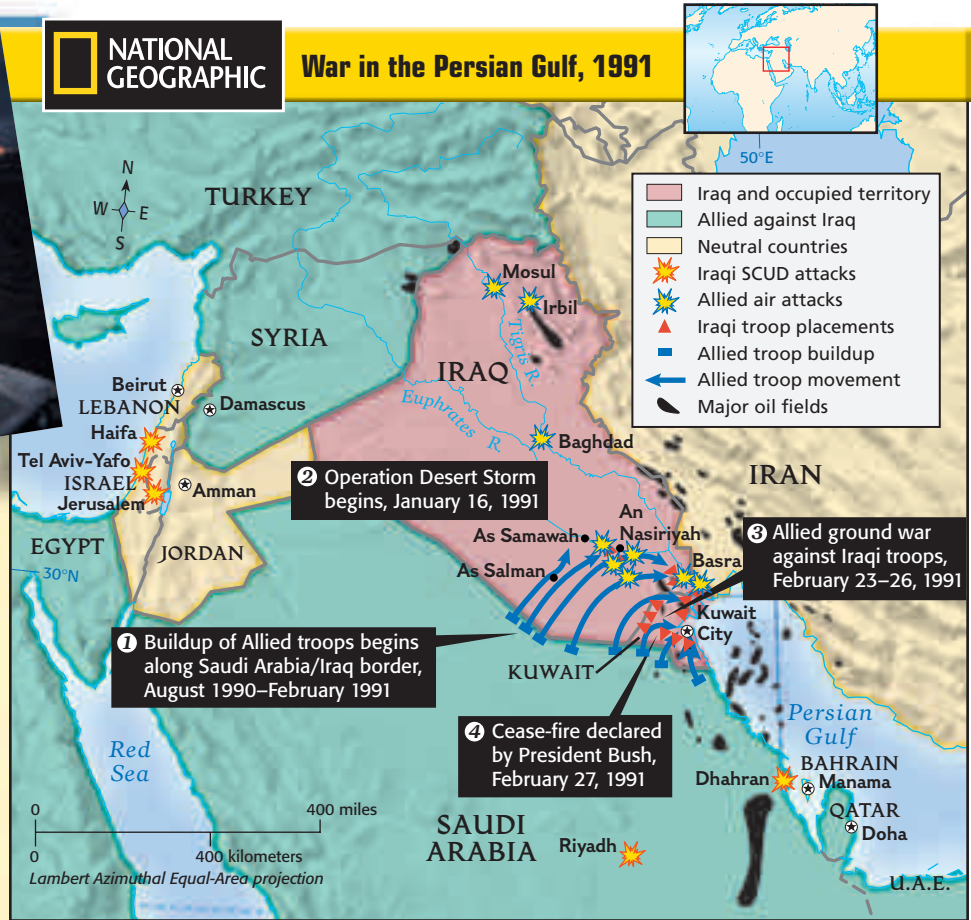 NATIONAL
GEOGRAPHIC
War in the Persian Gulf, 1991
50°E
Iraq and occupied territory
Allied against Iraq
Neutral countries
Iraqi SCUD attacks
Allied air attacks
Iraqi troop placements
Allied troop buildup
Allied troop movement
Major oil fields
N
W E
S
TURKEY
Mosul
Irbil
SYRIA
Tigris R.
IRAQ
Euphrates R.
Beirut
LEBANON
Damascus
Haifa
Baghdad
Tel Aviv-Yafo
ISRAEL
Jerusalem
Amman
IRAN
2 Operation Desert Storm
begins, January 16, 1991
An
Nasiriyah
As Samawah
As Salman
Basra
3 Allied ground war
against Iraqi troops,
February 23–26, 1991
EGYPT
JORDAN
30°N
Kuwait
City
1 Buildup of Allied troops begins
along Saudi Arabia/Iraq border,
August 1990–February 1991
KUWAIT
4 Cease-fire declared
by President Bush,
February 27, 1991
Persian
Gulf
Red
Sea
Dhahran
BAHRAIN
Manama
QATAR
Doha
0 400 miles
0 400 kilometers
Lambert Azimuthal Equal-Area projection
SAUDI
ARABIA
Riyadh
U.A.E.